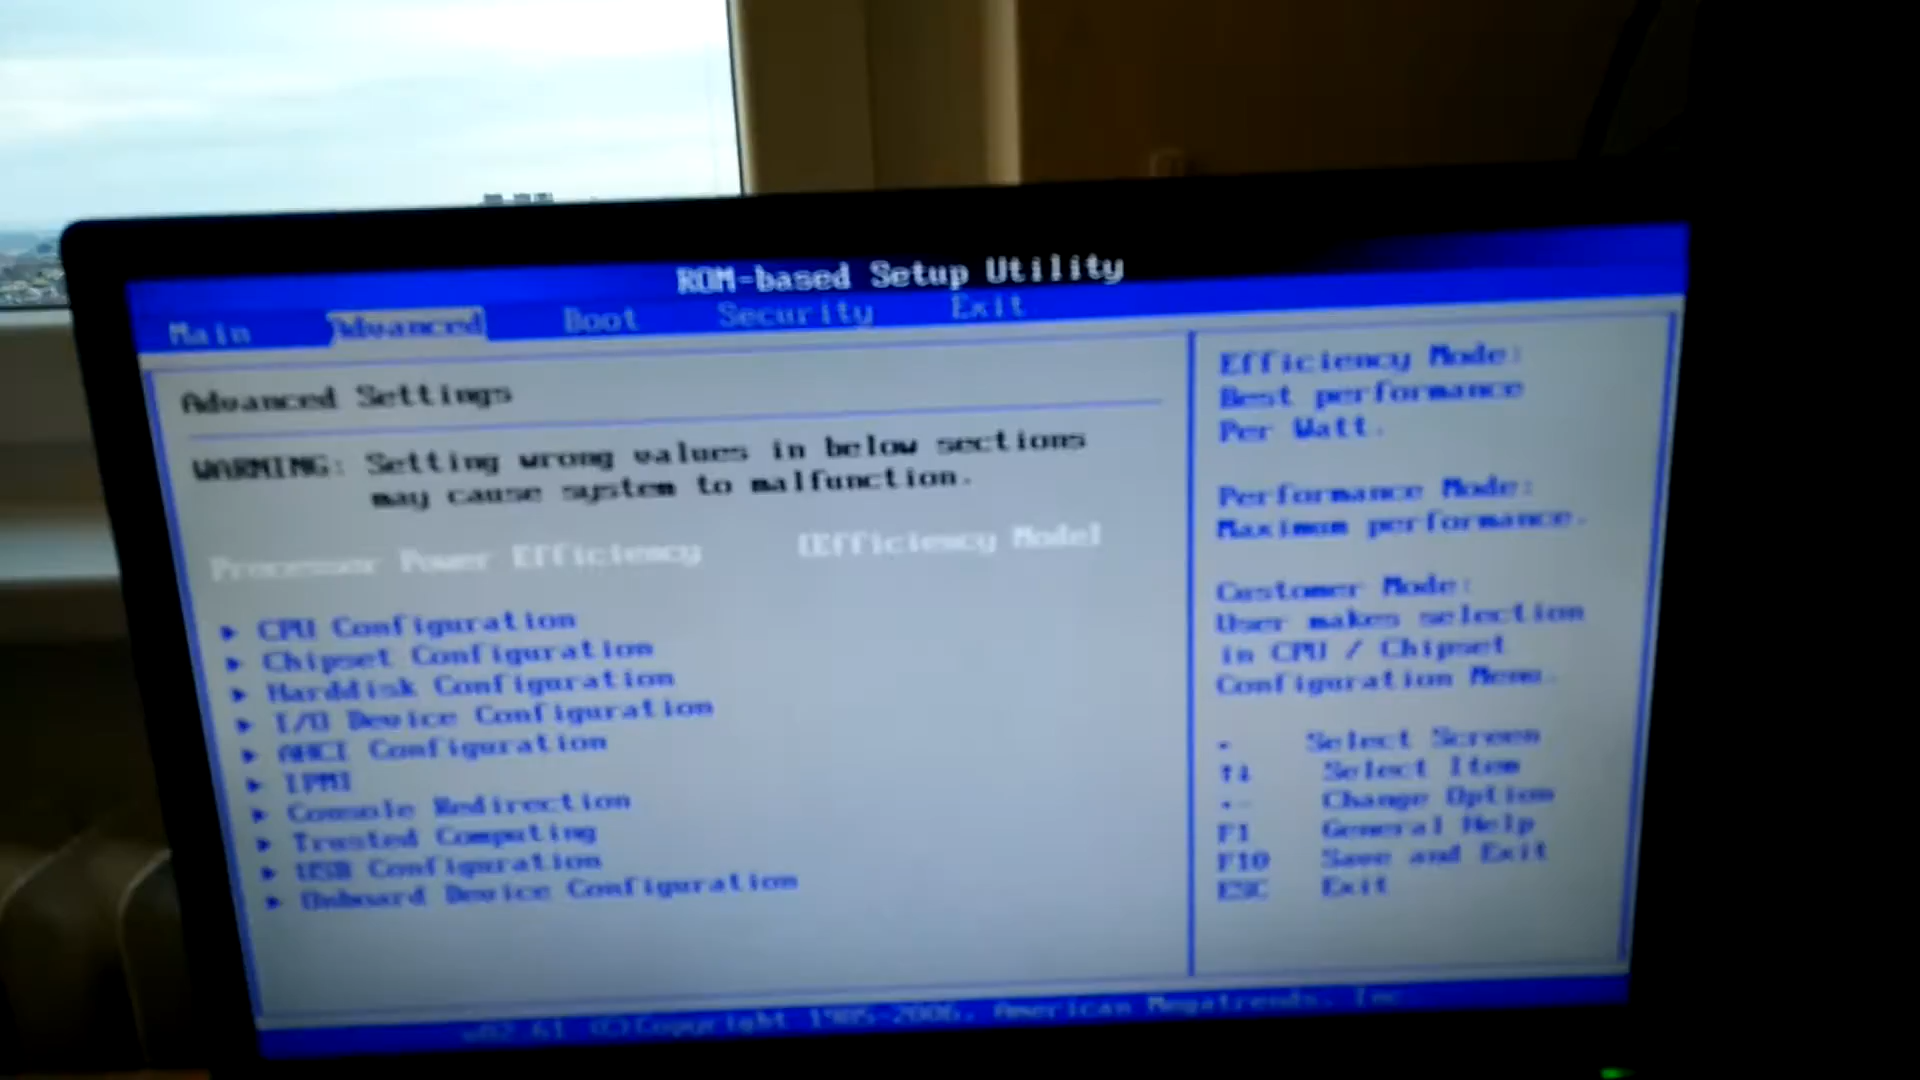 ROM-based Setup Utility
Main Advanced Boot Security Exit
Advanced Settings
WARNING: Setting wrong values in below sections
may cause system to malfunction.
Processor Power Efficiency [Efficiency Mode]
▶ CPU Configuration
▶ Chipset Configuration
▶ Harddisk Configuration
▶ I/O Device Configuration
▶ AHCI Configuration
▶ IPMI
▶ Console Redirection
▶ Trusted Computing
▶ USB Configuration
▶ Onboard Device Configuration
Efficiency Mode:
Best performance
Per Watt.
Performance Mode:
Maximum performance.
Customer Mode:
User makes selection
in CPU / Chipset
Configuration Menu.
Select Screen
↑↓ Select Item
Change Option
F1 General Help
F10 Save and Exit
ESC Exit
v02.61 (C)Copyright 1985-2006, American Megatrends, Inc.